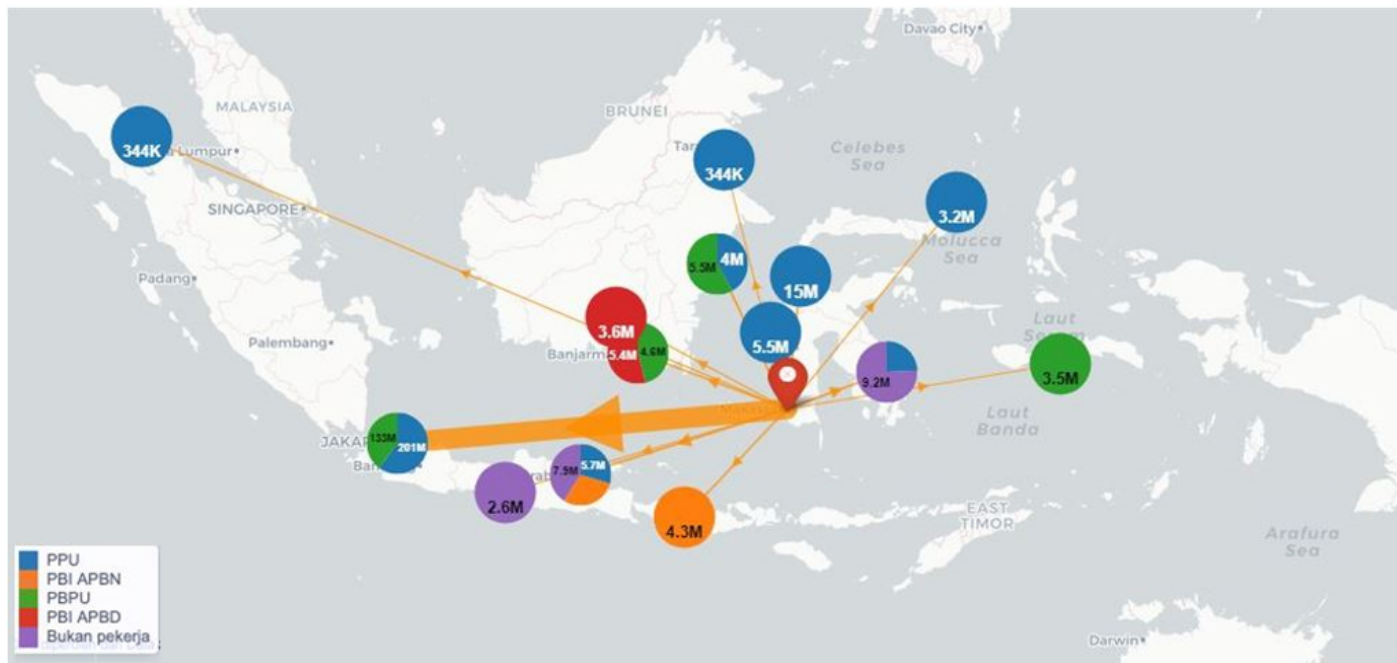 Davao City
MALAYSIA
BRUNEI
344K
Lumpur
344K
Celebes
Sea
SINGAPORE
3.2M
Molucca
Sea
5.5M
4M
Padang
15M
Laut
3.6M
5.5M
Palembang
Banjarm
5.4M
4.6M
9.2M
3.5M
Laut
Banda
JAKAR
133M
201M
7.9M
5.7M
2.6M
4.3M
EAST
TIMOR
Arafura
Sea
PPU
PBI APBN
PBPU
PBI APBD
Bukan pekerja
Darwin